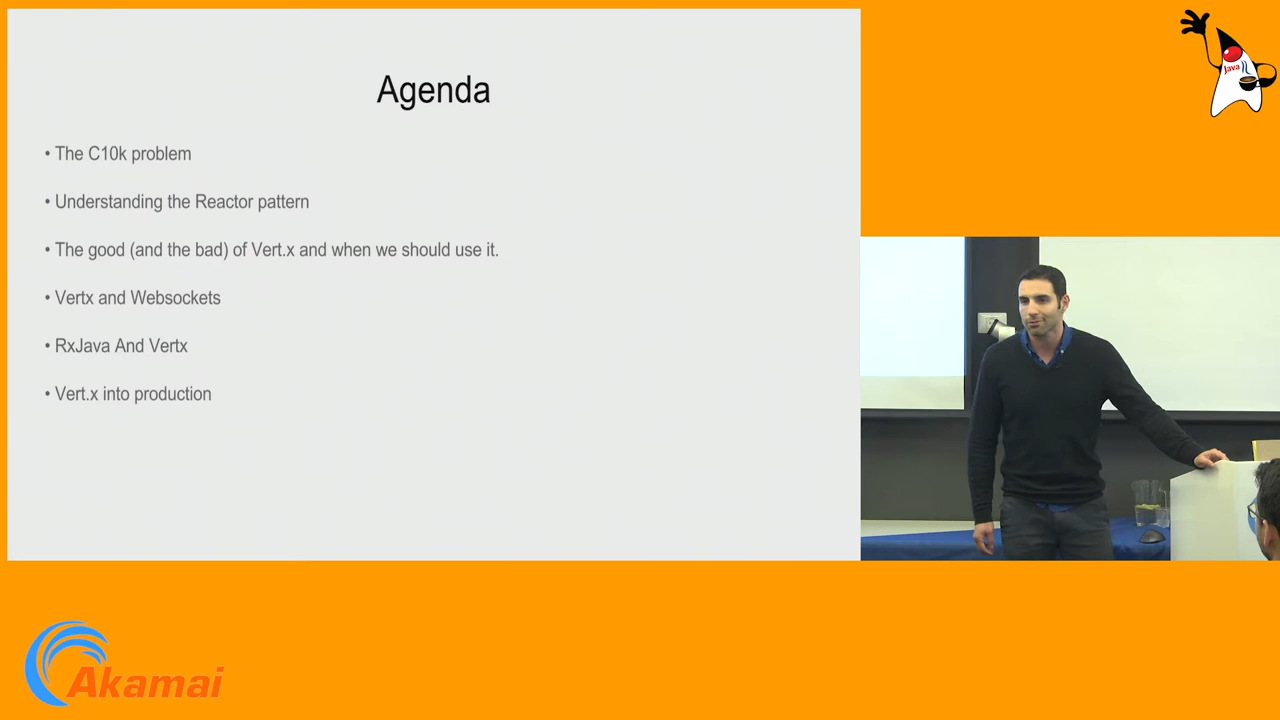 Agenda
• The C10k problem
• Understanding the Reactor pattern
• The good (and the bad) of Vert.x and when we should use it.
• Vertx and Websockets
• RxJava And Vertx
• Vert.x into production
Java
Akamai